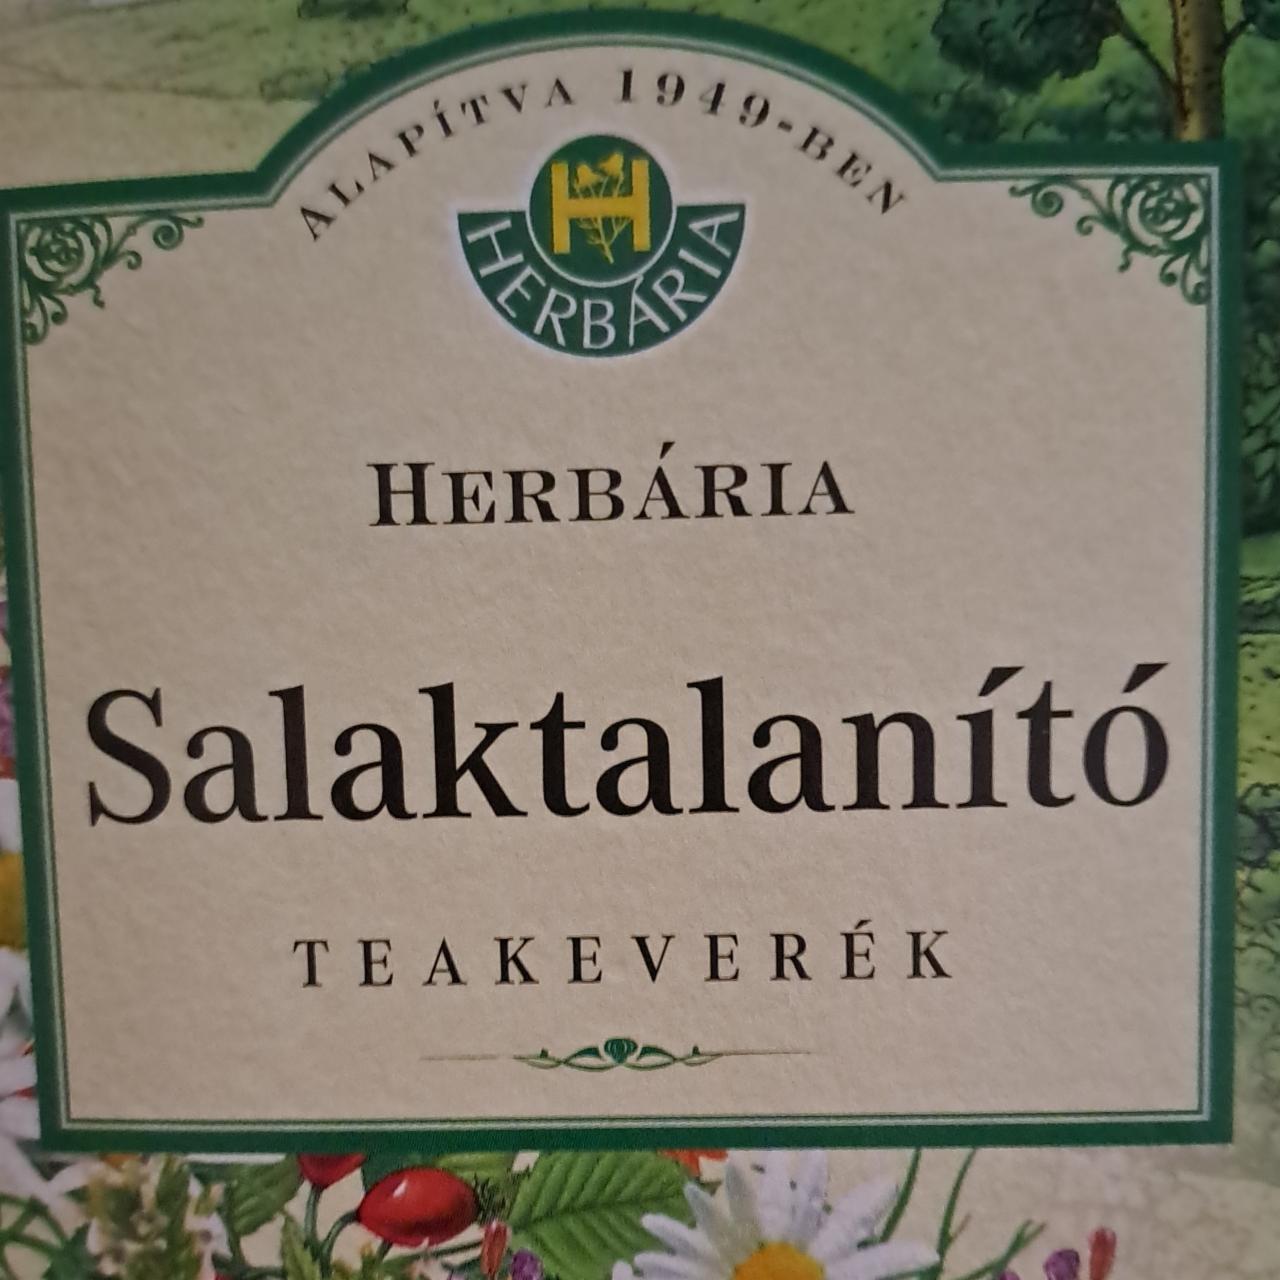 ALAPÍTVA 1949-BEN
H
HERBÁRIA
HERBÁRIA
Salaktalanító
TEAKEVERÉK